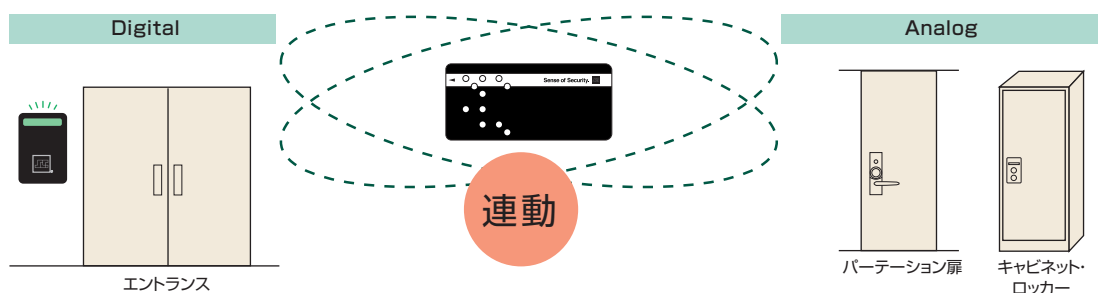 Digital
Analog
Sense of Security.
連動
エントランス
パーテーション扉
キャビネット・
ロッカー